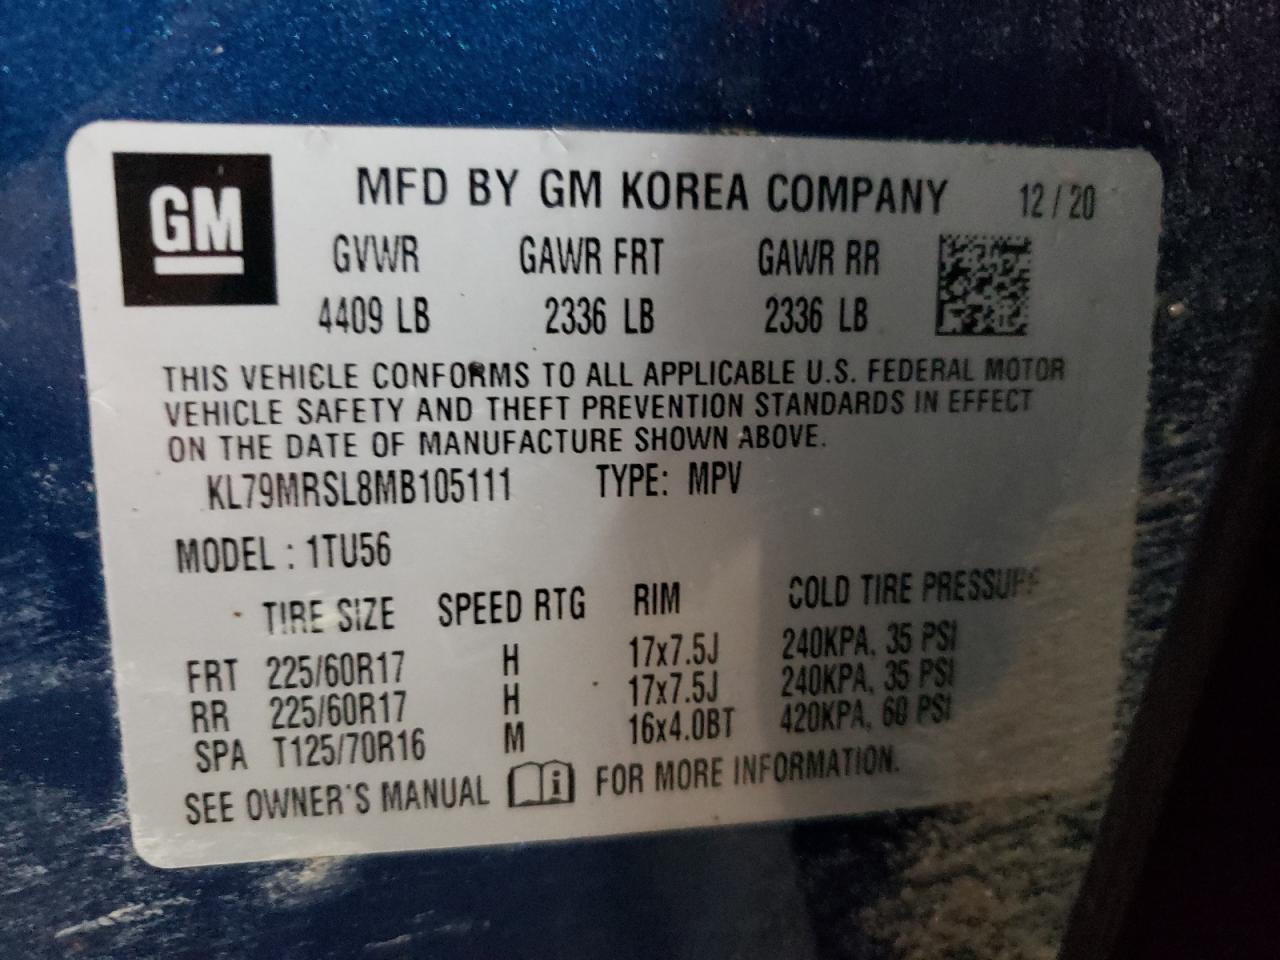 GM
MFD BY GM KOREA COMPANY 12/20
GVWR GAWR FRT GAWR RR
4409 LB 2336 LB 2336 LB
THIS VEHICLE CONFORMS TO ALL APPLICABLE U.S. FEDERAL MOTOR
VEHICLE SAFETY AND THEFT PREVENTION STANDARDS IN EFFECT
ON THE DATE OF MANUFACTURE SHOWN ABOVE.
KL79MRSL8MB105111 TYPE: MPV
MODEL : 1TU56
TIRE SIZE SPEED RTG RIM COLD TIRE PRESSURE
FRT 225/60R17 H 17x7.5J 240KPA, 35 PSI
RR 225/60R17 H 17x7.5J 240KPA, 35 PSI
SPA T125/70R16 M 16x4.0BT 420KPA, 60 PSI
SEE OWNER'S MANUAL i FOR MORE INFORMATION.